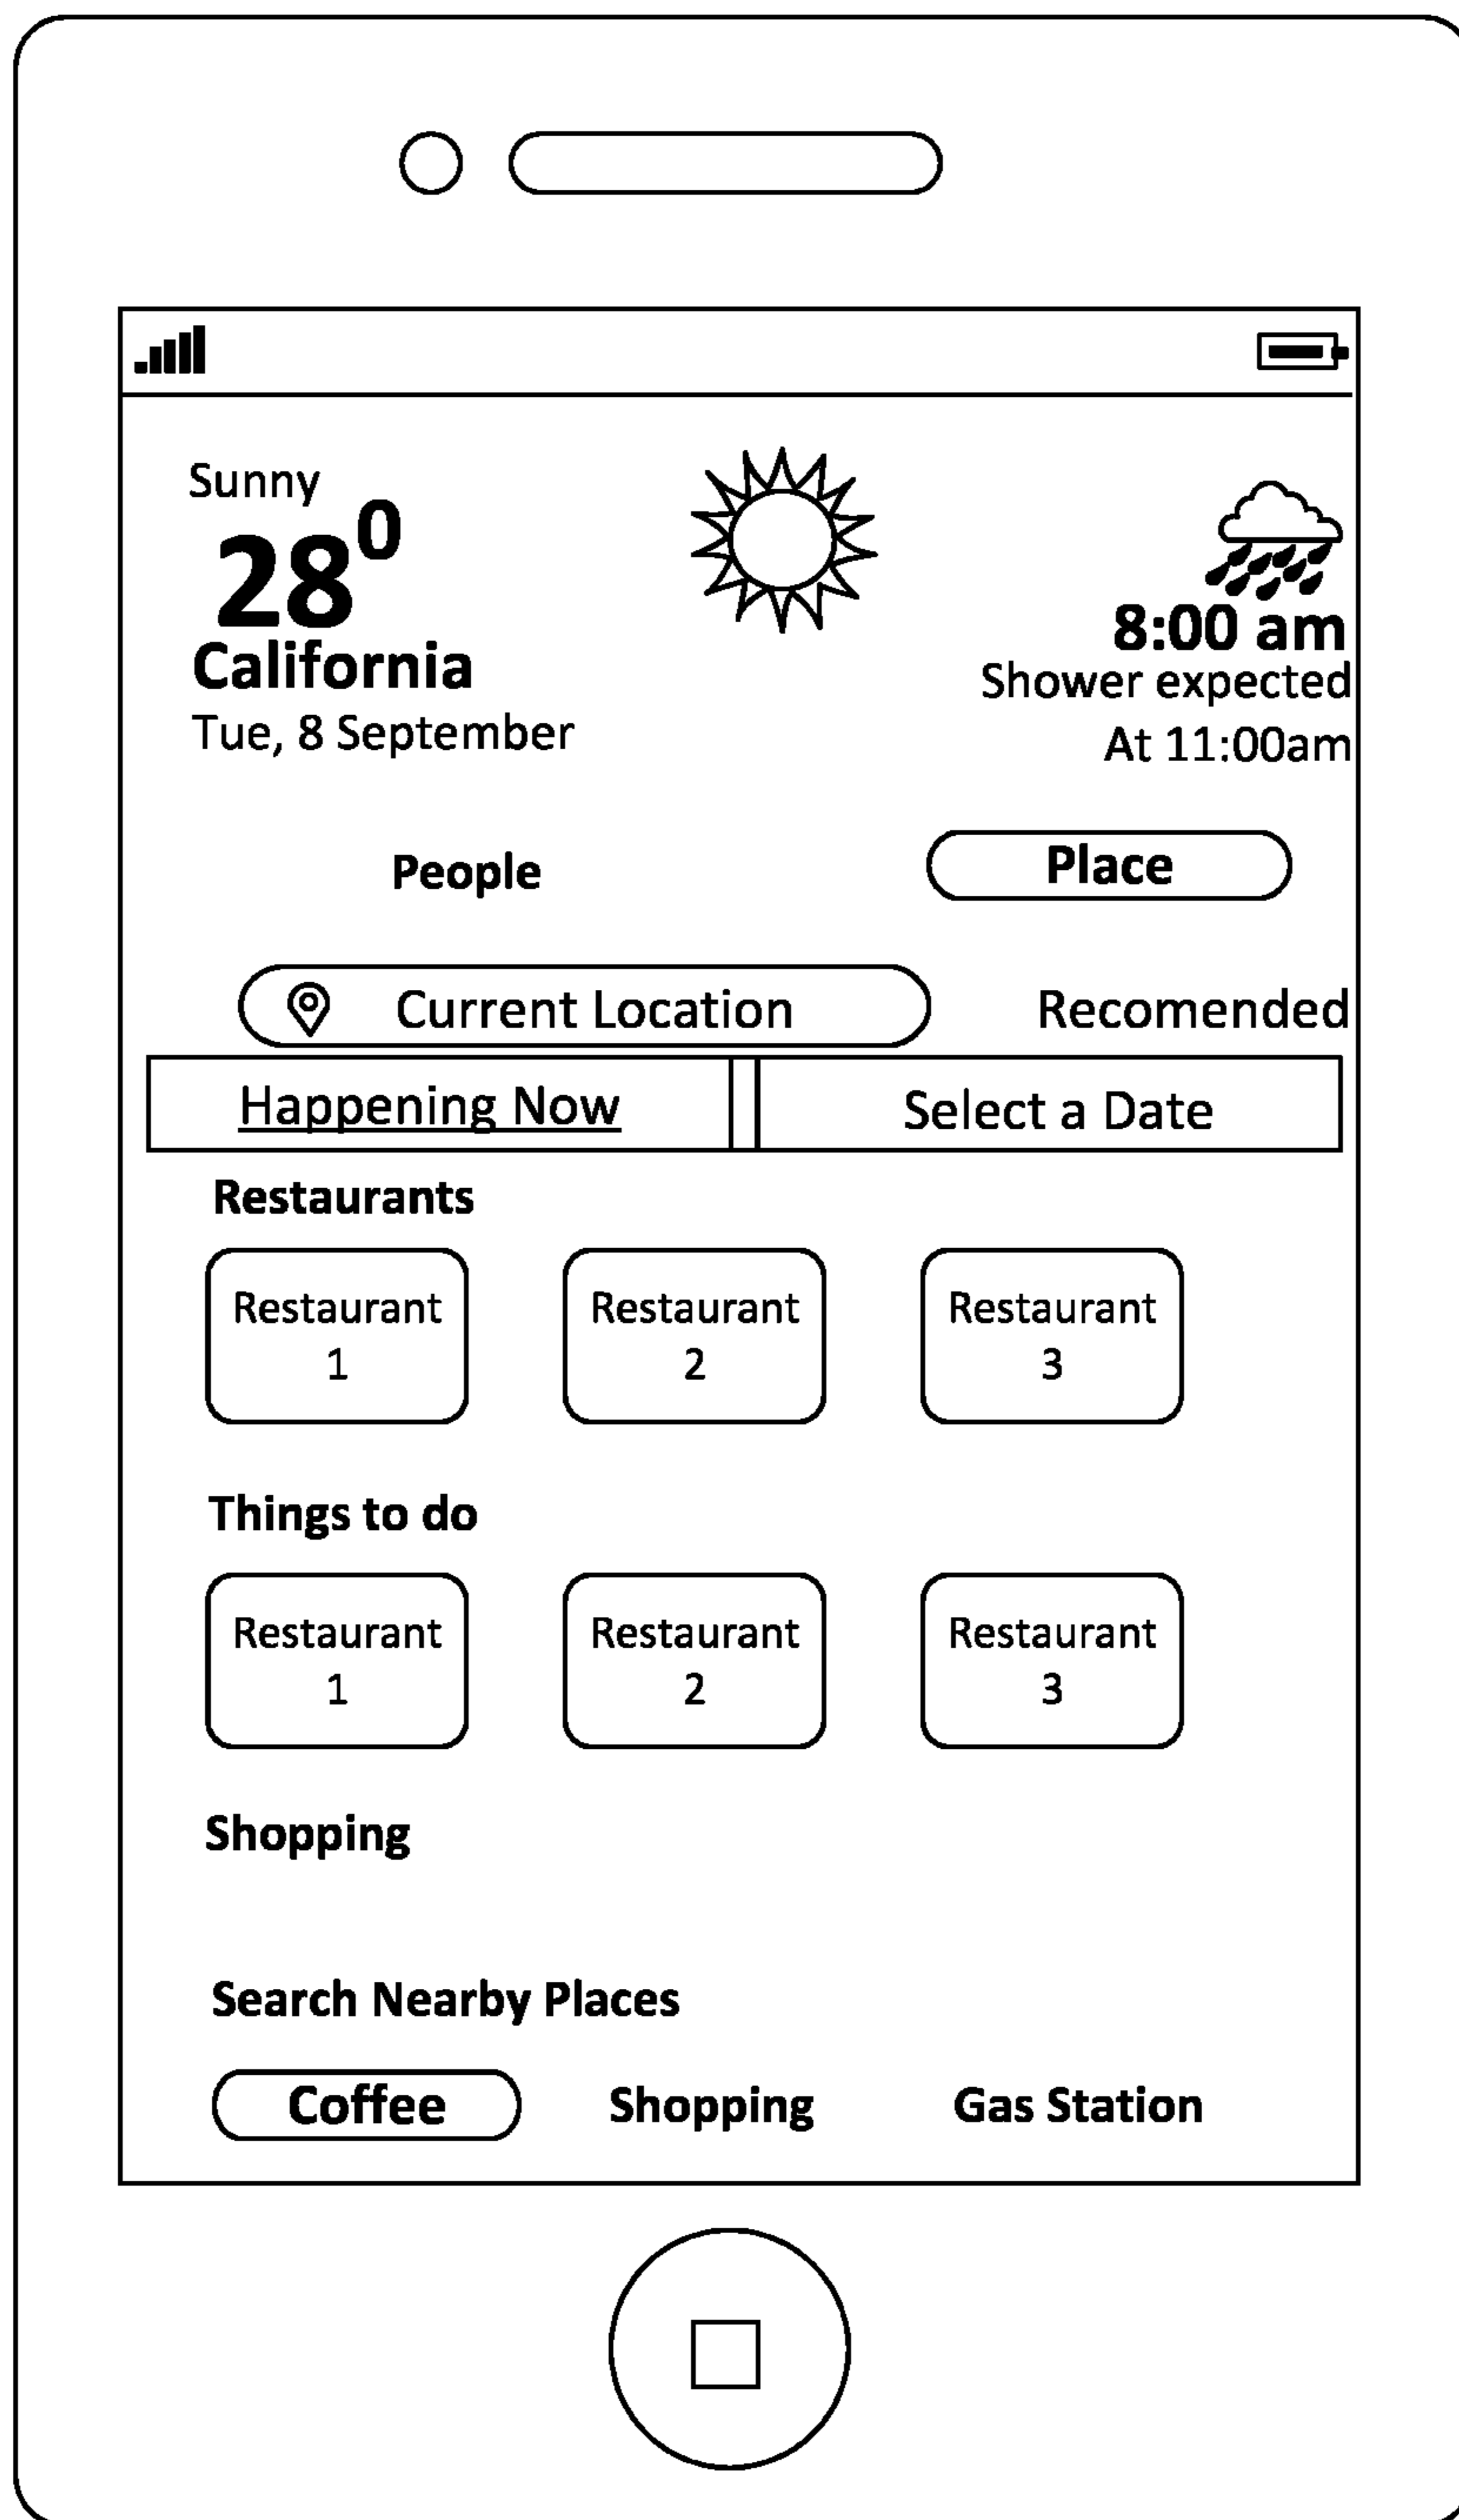 Sunny
28⁰
California
Tue, 8 September
8:00 am
Shower expected
At 11:00am
People
Place
Current Location
Recomended
Happening Now
Select a Date
Restaurants
Restaurant
1
Restaurant
2
Restaurant
3
Things to do
Restaurant
1
Restaurant
2
Restaurant
3
Shopping
Search Nearby Places
Coffee
Shopping
Gas Station